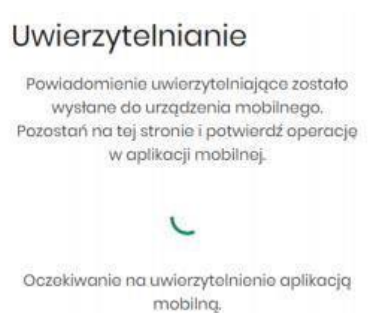 Uwierzytelnianie
Powiadomienie uwierzytelniające zostało
wysłane do urządzenia mobilnego.
Pozostań na tej stronie i potwierdź operację
w aplikacji mobilnej.
Oczekiwanie na uwierzytelnienie aplikacją
mobilną.